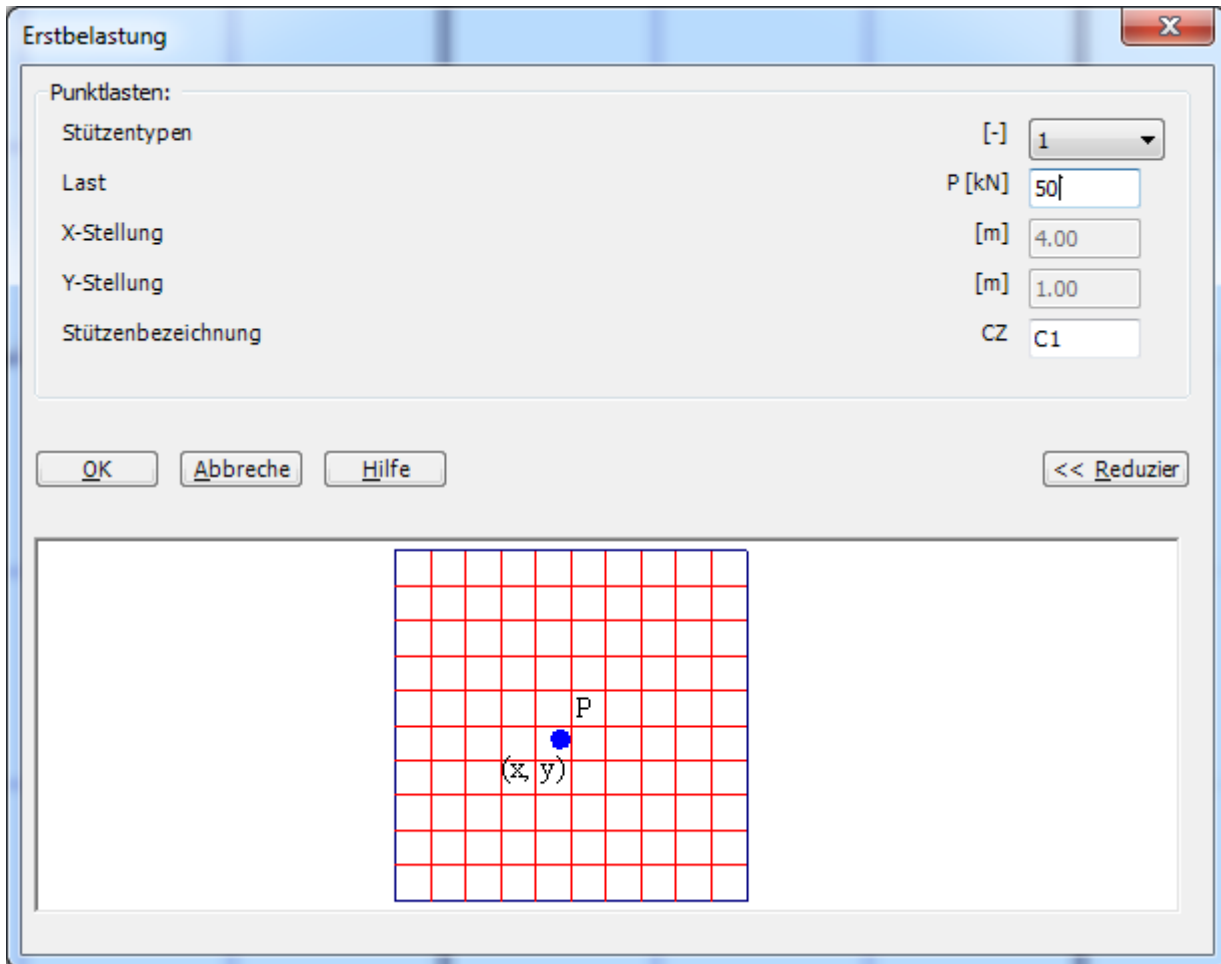 Erstbelastung
Punktlasten:
Stützentypen [-] 1
Last P [kN] 50
X-Stellung [m] 4.00
Y-Stellung [m] 1.00
Stützenbezeichnung CZ C1
OK Abbreche Hilfe << Reduzier
P
(x, y)